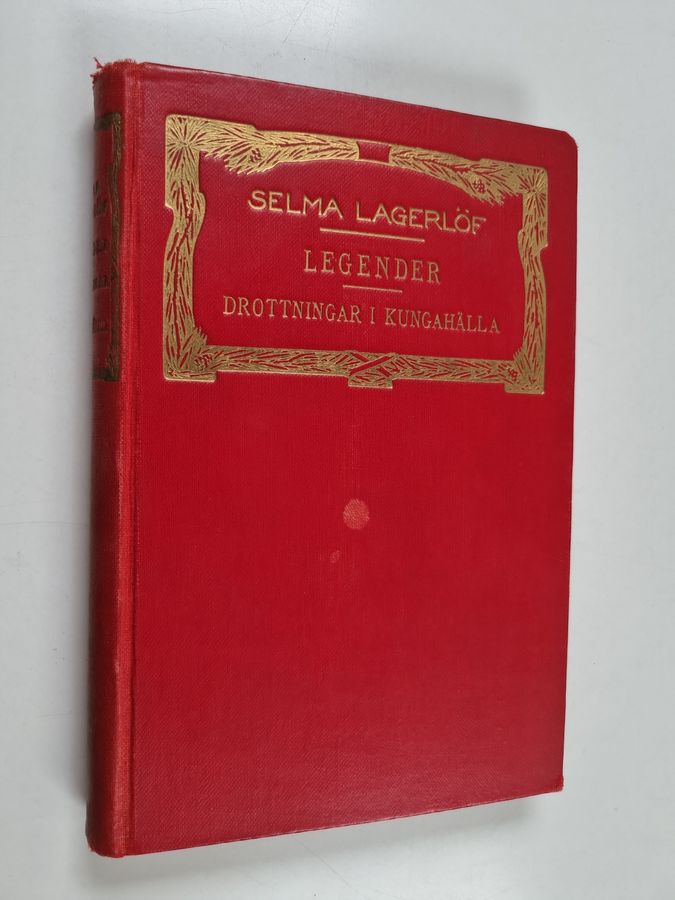 SELMA LAGERLÖF
LEGENDER
DROTTNINGAR I KUNGAHÄLLA